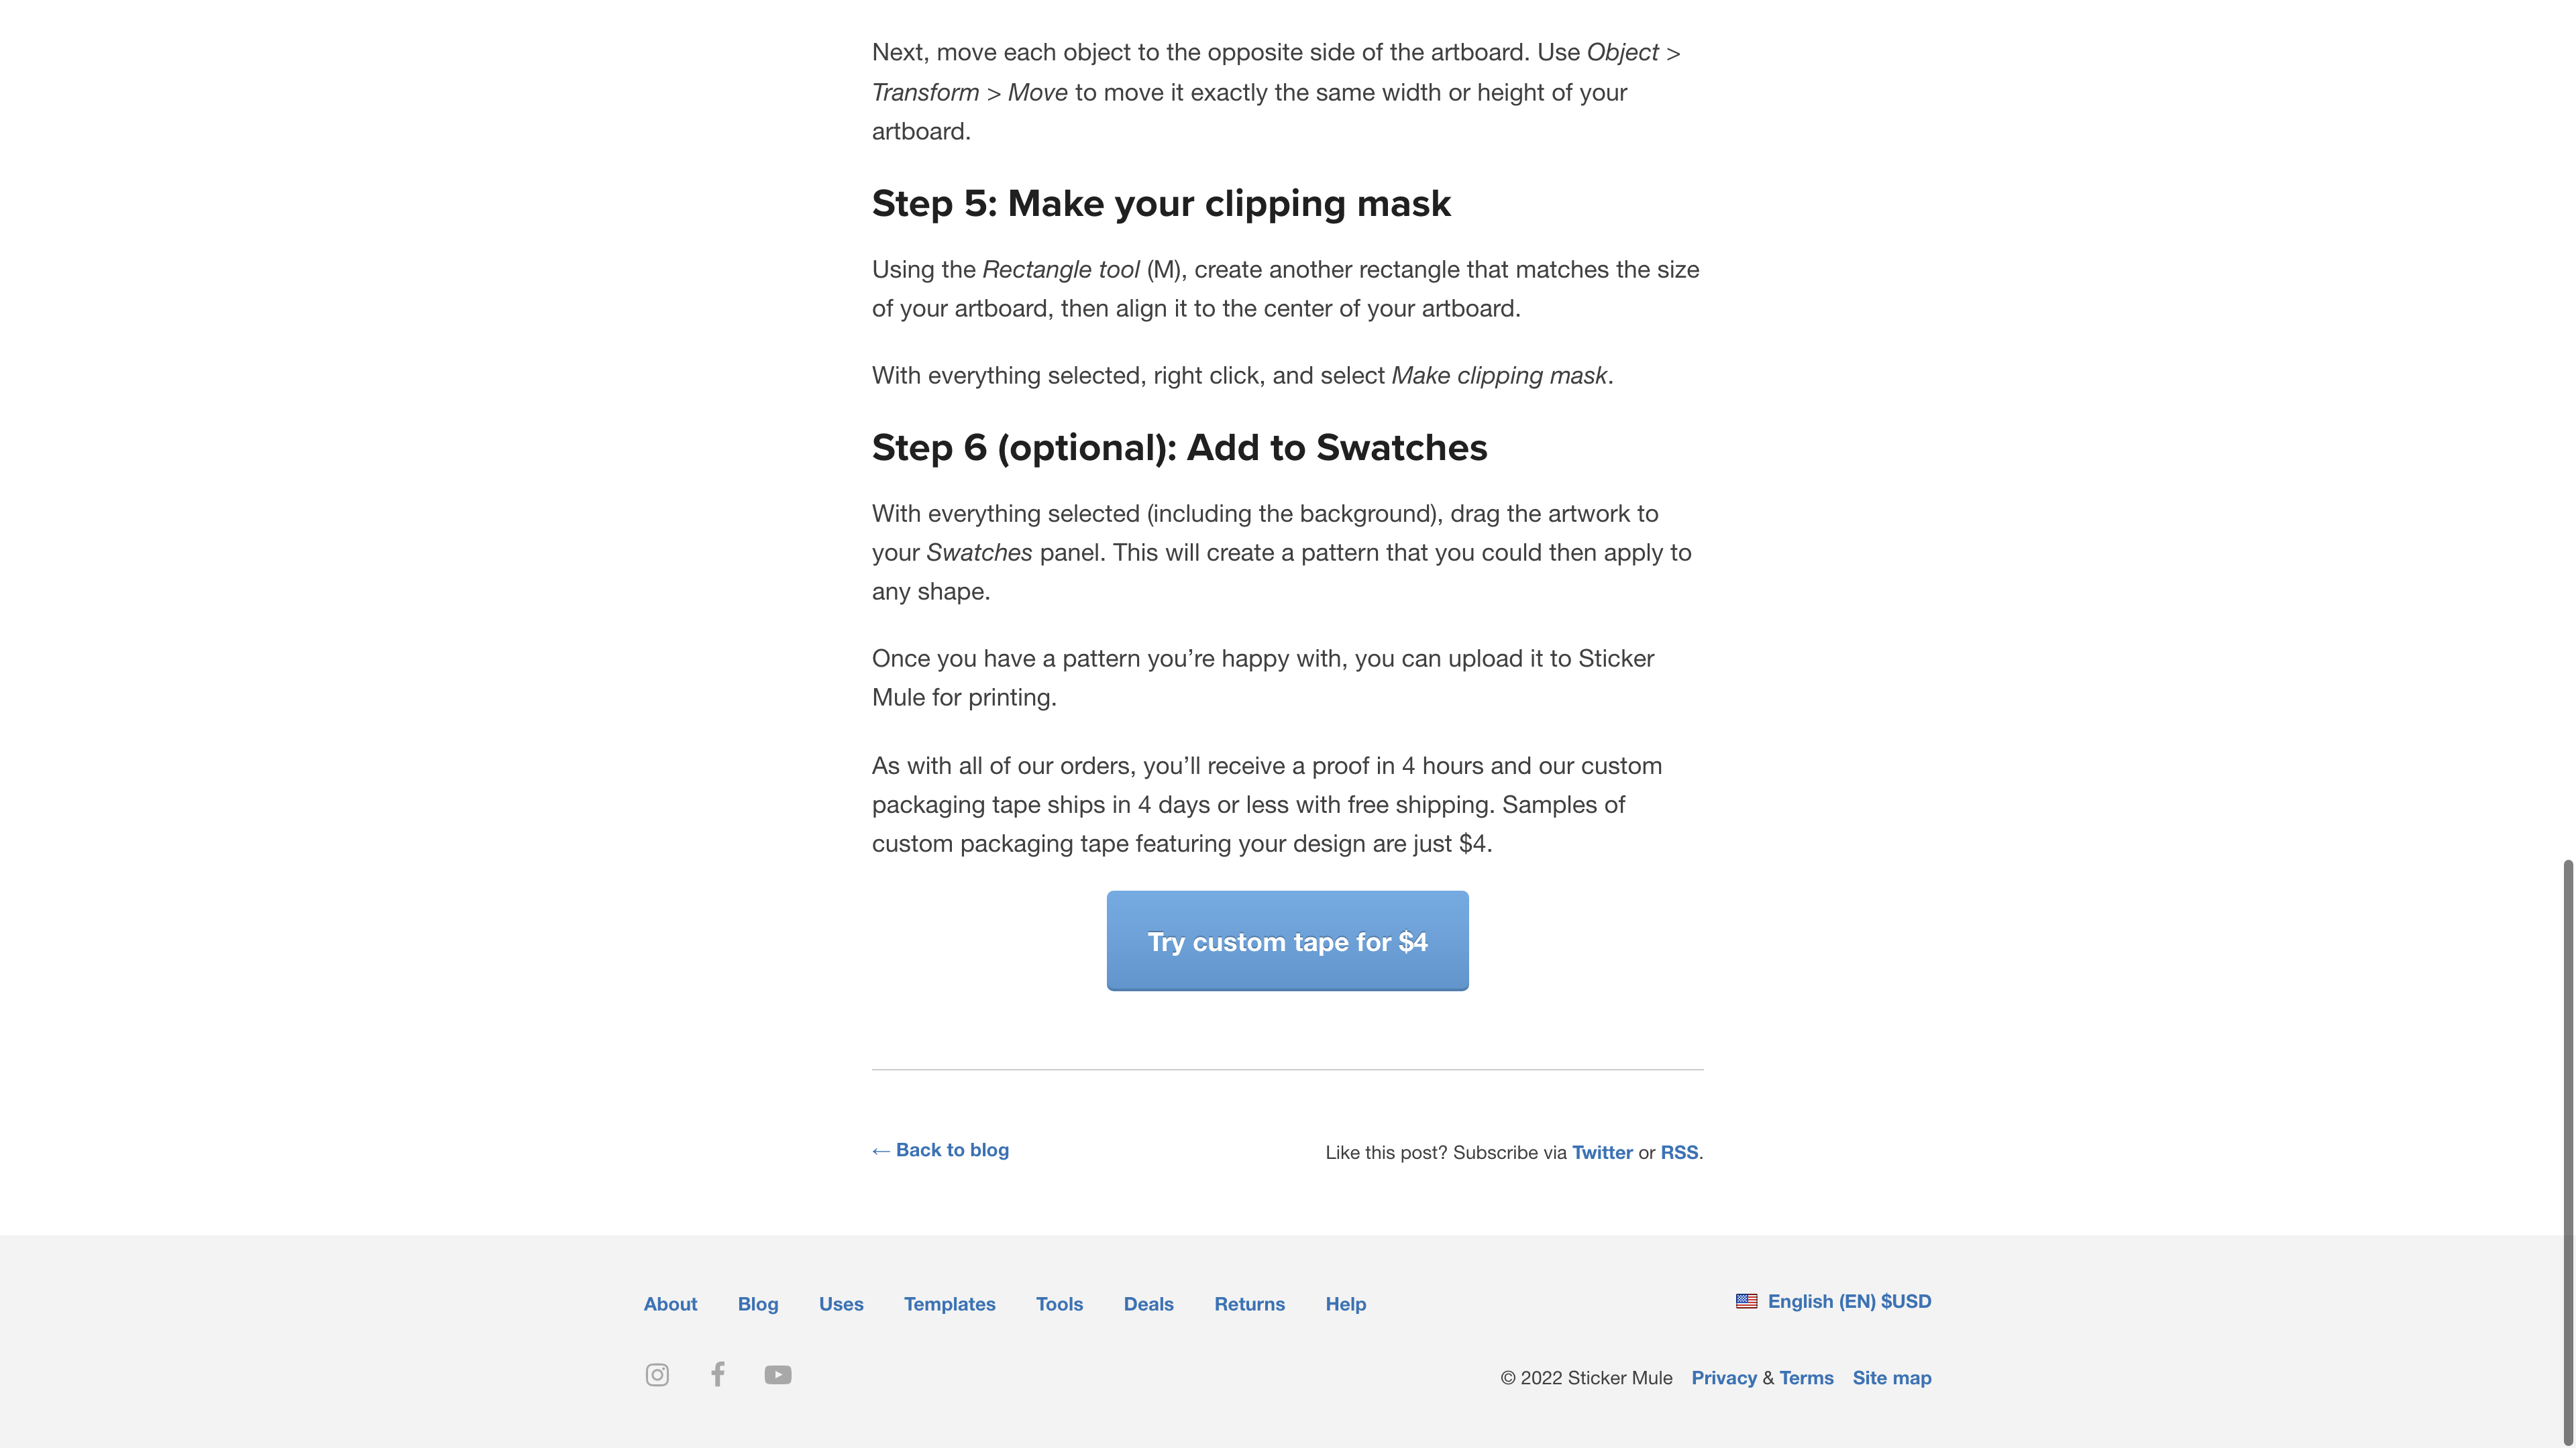 Next, move each object to the opposite side of the artboard. Use Object >
Transform > Move to move it exactly the same width or height of your
artboard.
Step 5: Make your clipping mask
Using the Rectangle tool (M), create another rectangle that matches the size
of your artboard, then align it to the center of your artboard.
With everything selected, right click, and select Make clipping mask.
Step 6 (optional): Add to Swatches
With everything selected (including the background), drag the artwork to
your Swatches panel. This will create a pattern that you could then apply to
any shape.
Once you have a pattern you’re happy with, you can upload it to Sticker
Mule for printing.
As with all of our orders, you’ll receive a proof in 4 hours and our custom
packaging tape ships in 4 days or less with free shipping. Samples of
custom packaging tape featuring your design are just $4.
Try custom tape for $4
← Back to blog
Like this post? Subscribe via Twitter or RSS.
About Blog Uses Templates Tools Deals Returns Help
English (EN) $USD
© 2022 Sticker Mule Privacy & Terms Site map